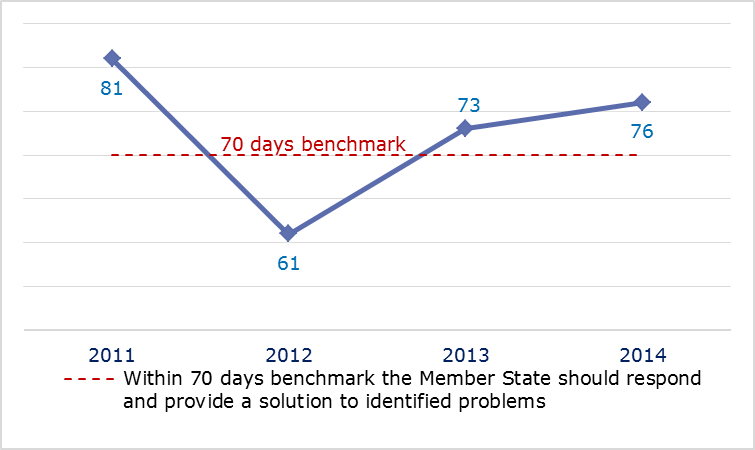 81
70 days benchmark
61
73
76
2011 2012 2013 2014
Within 70 days benchmark the Member State should respond
and provide a solution to identified problems